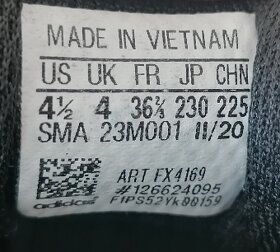 MADE IN VIETNAM
US UK FR JP CHN
4½ 4 36⅔ 230 225
SMA 23M001 11/20
ART FX4169
#126624095
adidas F1PS52Yk00159